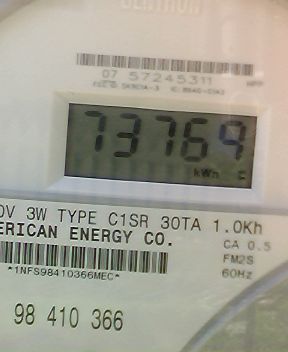 CENTRON
07 57245311
73769
kWh C
0V 3W TYPE C1SR 30TA 1.0Kh
ERICAN ENERGY CO.
CA 0.5
FM2S
*1NFS98410366MEC*
60Hz
98 410 366